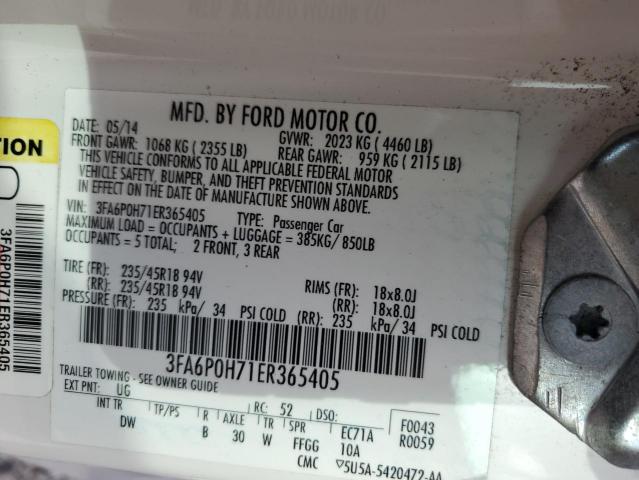 MFD. BY FORD MOTOR CO.
DATE: 05/14 GVWR: 2023 KG ( 4460 LB)
FRONT GAWR: 1068 KG ( 2355 LB) REAR GAWR: 959 KG ( 2115 LB)
THIS VEHICLE CONFORMS TO ALL APPLICABLE FEDERAL MOTOR
VEHICLE SAFETY, BUMPER, AND THEFT PREVENTION STANDARDS
IN EFFECT ON THE DATE OF MANUFACTURE SHOWN ABOVE.
VIN: 3FA6P0H71ER365405 TYPE: Passenger Car
MAXIMUM LOAD = OCCUPANTS + LUGGAGE = 385KG/ 850LB
OCCUPANTS = 5 TOTAL; 2 FRONT, 3 REAR
TIRE (FR): 235/45R18 94V RIMS (FR): 18x8.0J
(RR): 235/45R18 94V (RR): 18x8.0J
PRESSURE (FR): 235 kPa/ 34 PSI COLD (RR): 235 kPa/ 34 PSI COLD
3FA6P0H71ER365405
TRAILER TOWING - SEE OWNER GUIDE
EXT PNT: UG RC: 52 DSO: F0043
INT TR TP/PS R AXLE TR SPR EC71A R0059
DW B 30 W FFGG 10A
CMC ▽5U5A-5420472-AA
TION
3FA6P0H71ER365405